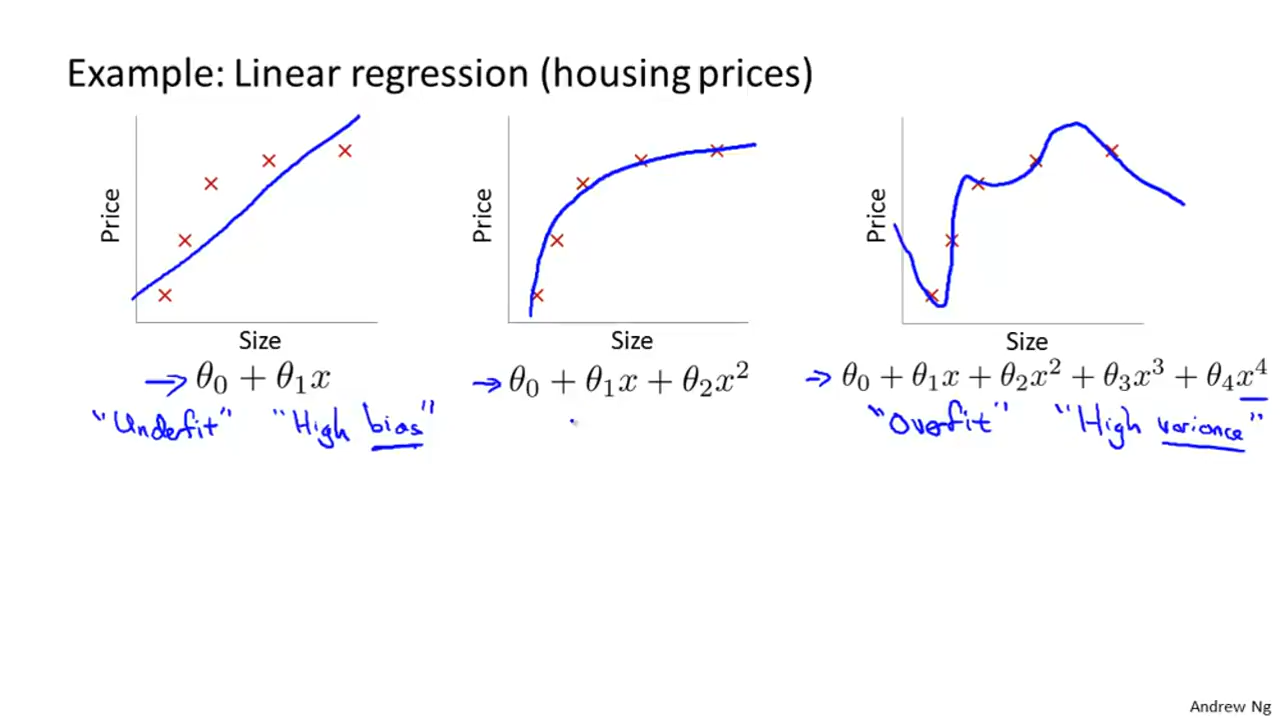 Example: Linear regression (housing prices)
Price
Size
Price
Size
Price
Size
→ θ₀ + θ₁x
→ θ₀ + θ₁x + θ₂x²
→ θ₀ + θ₁x + θ₂x² + θ₃x³ + θ₄x⁴
"Underfit" "High bias"
"Overfit" "High variance"
Andrew Ng